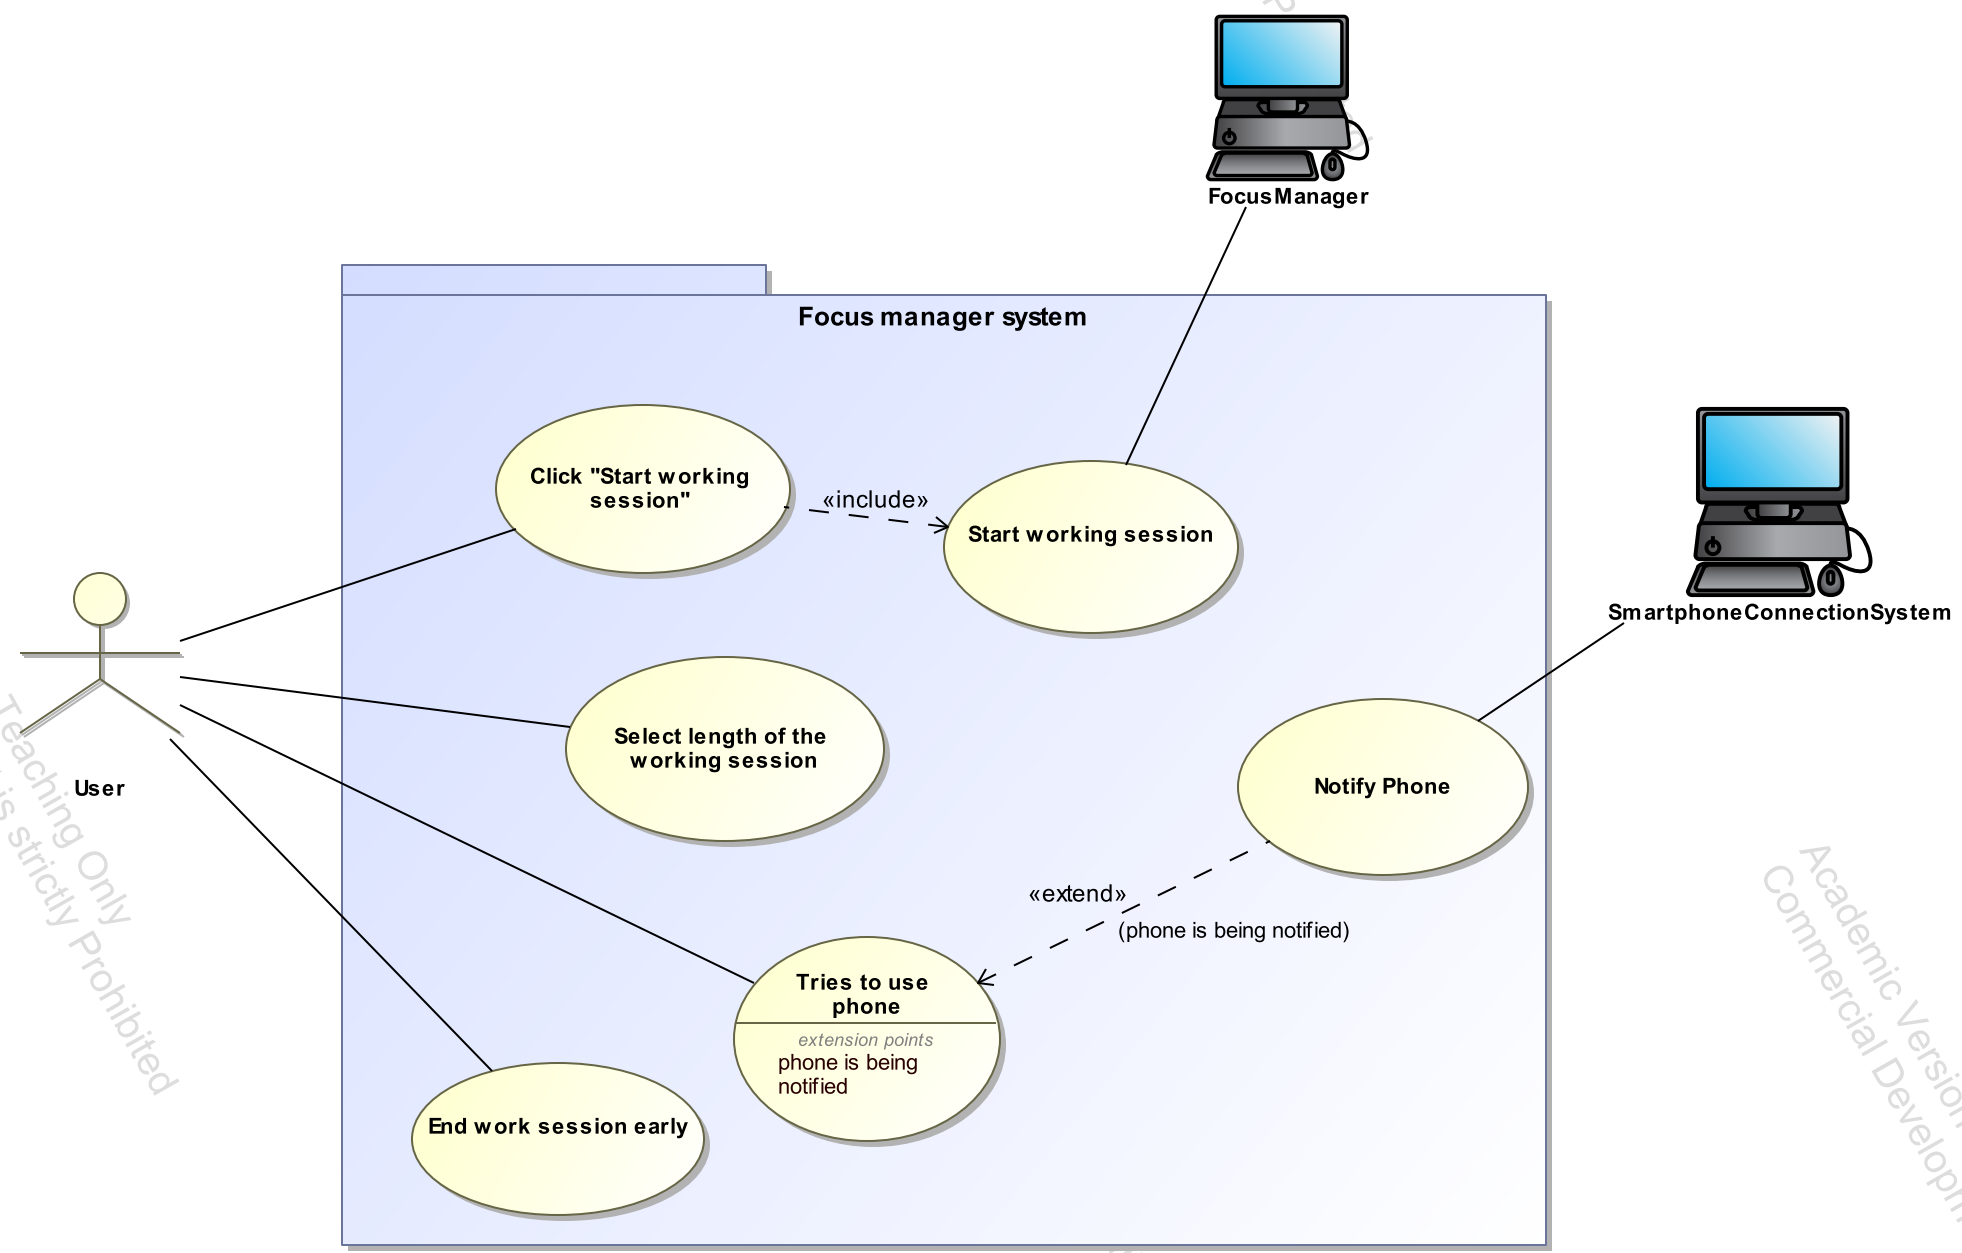 FocusManager
Focus manager system
Click "Start working
session"
«include»
Start working session
SmartphoneConnectionSystem
User
Select length of the
working session
Notify Phone
«extend»
(phone is being notified)
Tries to use
phone
extension points
phone is being
notified
End work session early
Teaching Only
is strictly Prohibited
Academic Version
Commercial Developm